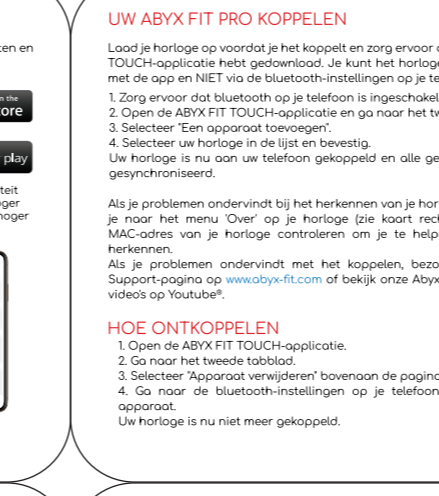 ten en
n the
ore
play
teit
ger
hoger
UW ABYX FIT PRO KOPPELEN
Laad je horloge op voordat je het koppelt en zorg ervoor
TOUCH-applicatie hebt gedownload. Je kunt het horloge
met de app en NIET via de bluetooth-instellingen op je te
1. Zorg ervoor dat bluetooth op je telefoon is ingeschakel
2. Open de ABYX FIT TOUCH-applicatie en ga naar het tw
3. Selecteer "Een apparaat toevoegen".
4. Selecteer uw horloge in de lijst en bevestig.
Uw horloge is nu aan uw telefoon gekoppeld en alle ge
gesynchroniseerd.
Als je problemen ondervindt bij het herkennen van je hor
je naar het menu 'Over' op je horloge (zie kaart rec
MAC-adres van je horloge controleren om je te help
herkennen.
Als je problemen ondervindt met het koppelen, bezo
Support-pagina op www.abyx-fit.com of bekijk onze Abyx
video's op Youtube®.
HOE ONTKOPPELEN
1. Open de ABYX FIT TOUCH-applicatie.
2. Ga naar het tweede tabblad.
3. Selecteer "Apparaat verwijderen" bovenaan de pagina
4. Ga naar de bluetooth-instellingen op je telefoon
apparaat.
Uw horloge is nu niet meer gekoppeld.